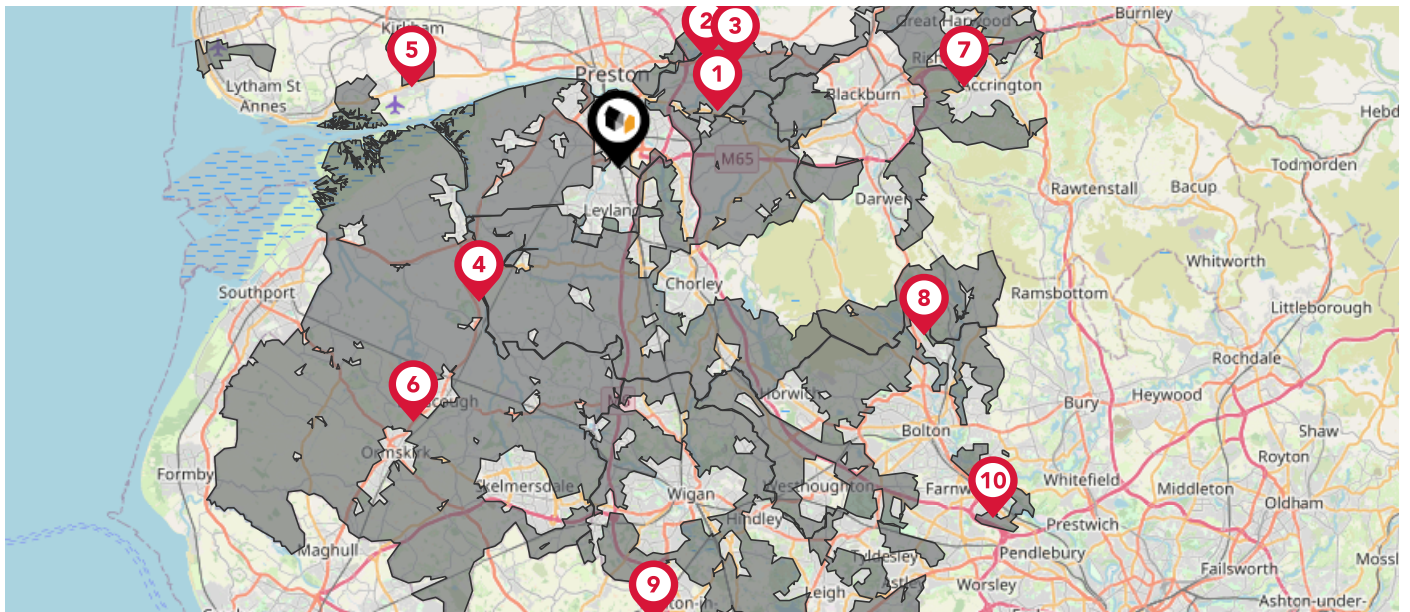 Kirkham
5
Lytham St
Annes
Preston
2
3
1
Great Harwood
7
Accrington
Burnley
Blackburn
M65
Leyland
Darwen
Hebd
Todmorden
Rawtenstall
Bacup
Whitworth
4
Southport
Chorley
8
Ramsbottom
Littleborough
Rochdale
6
Horwich
Bury
Heywood
Ormskirk
Bolton
Shaw
Royton
Formby
Skelmersdale
Wigan
Westhoughton
Farnw
10
Whitefield
Middleton
Oldham
Hindley
Prestwich
Maghull
Tyldesley
Pendlebury
Mossl
9
Leigh
Worsley
Failsworth
Ashton-under-